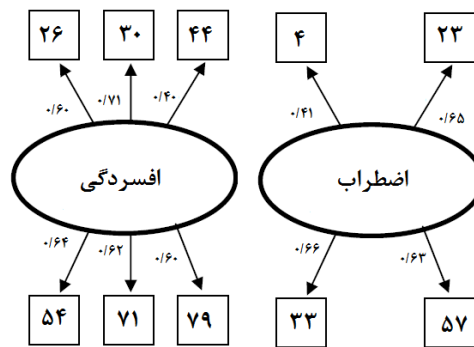 ۲۶ ۳۰ ۴۴ ۴ ۲۳
۰/۶۰ ۰/۷۱ ۰/۴۰ ۰/۴۱ ۰/۶۵
افسردگی
اضطراب
۰/۶۴ ۰/۶۲ ۰/۶۰ ۰/۶۶ ۰/۶۳
۵۴ ۷۱ ۷۹ ۳۳ ۵۷